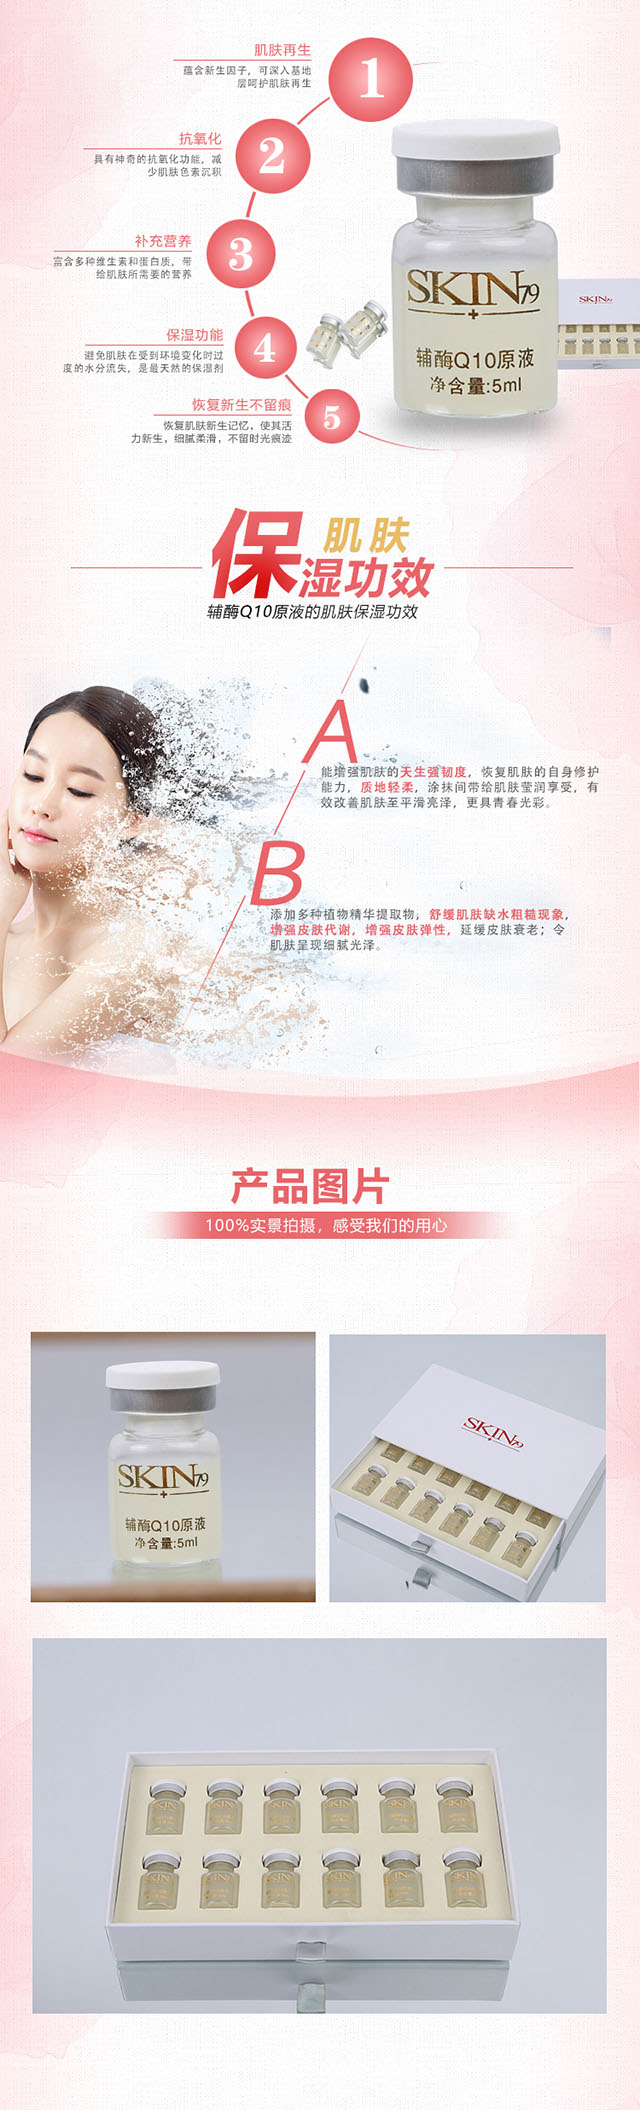 肌肤再生
蕴含新生因子，可深入基地
层呵护肌肤再生
1
抗氧化
具有神奇的抗氧化功能，减
少肌肤色素沉积
2
补充营养
富含多种维生素和蛋白质，带
给肌肤所需要的营养
3
保湿功能
避免肌肤在受到环境变化时过
度的水分流失，是最天然的保湿剂
4
恢复新生不留痕
恢复肌肤新生记忆，使其活
力新生，细腻柔滑，不留时光痕迹
5
SKIN79
辅酶Q10原液
净含量:5ml
SKIN79
肌肤
保湿功效
辅酶Q10原液的肌肤保湿功效
A
能增强肌肤的天生强韧度，恢复肌肤的自身修护
能力，质地轻柔，涂抹间带给肌肤莹润享受，有
效改善肌肤至平滑亮泽，更具青春光彩。
B
添加多种植物精华提取物，舒缓肌肤缺水粗糙现象，
增强皮肤代谢，增强皮肤弹性，延缓皮肤衰老；令
肌肤呈现细腻光泽。
产品图片
100%实景拍摄，感受我们的用心
SKIN79
辅酶Q10原液
净含量:5ml
SKIN79